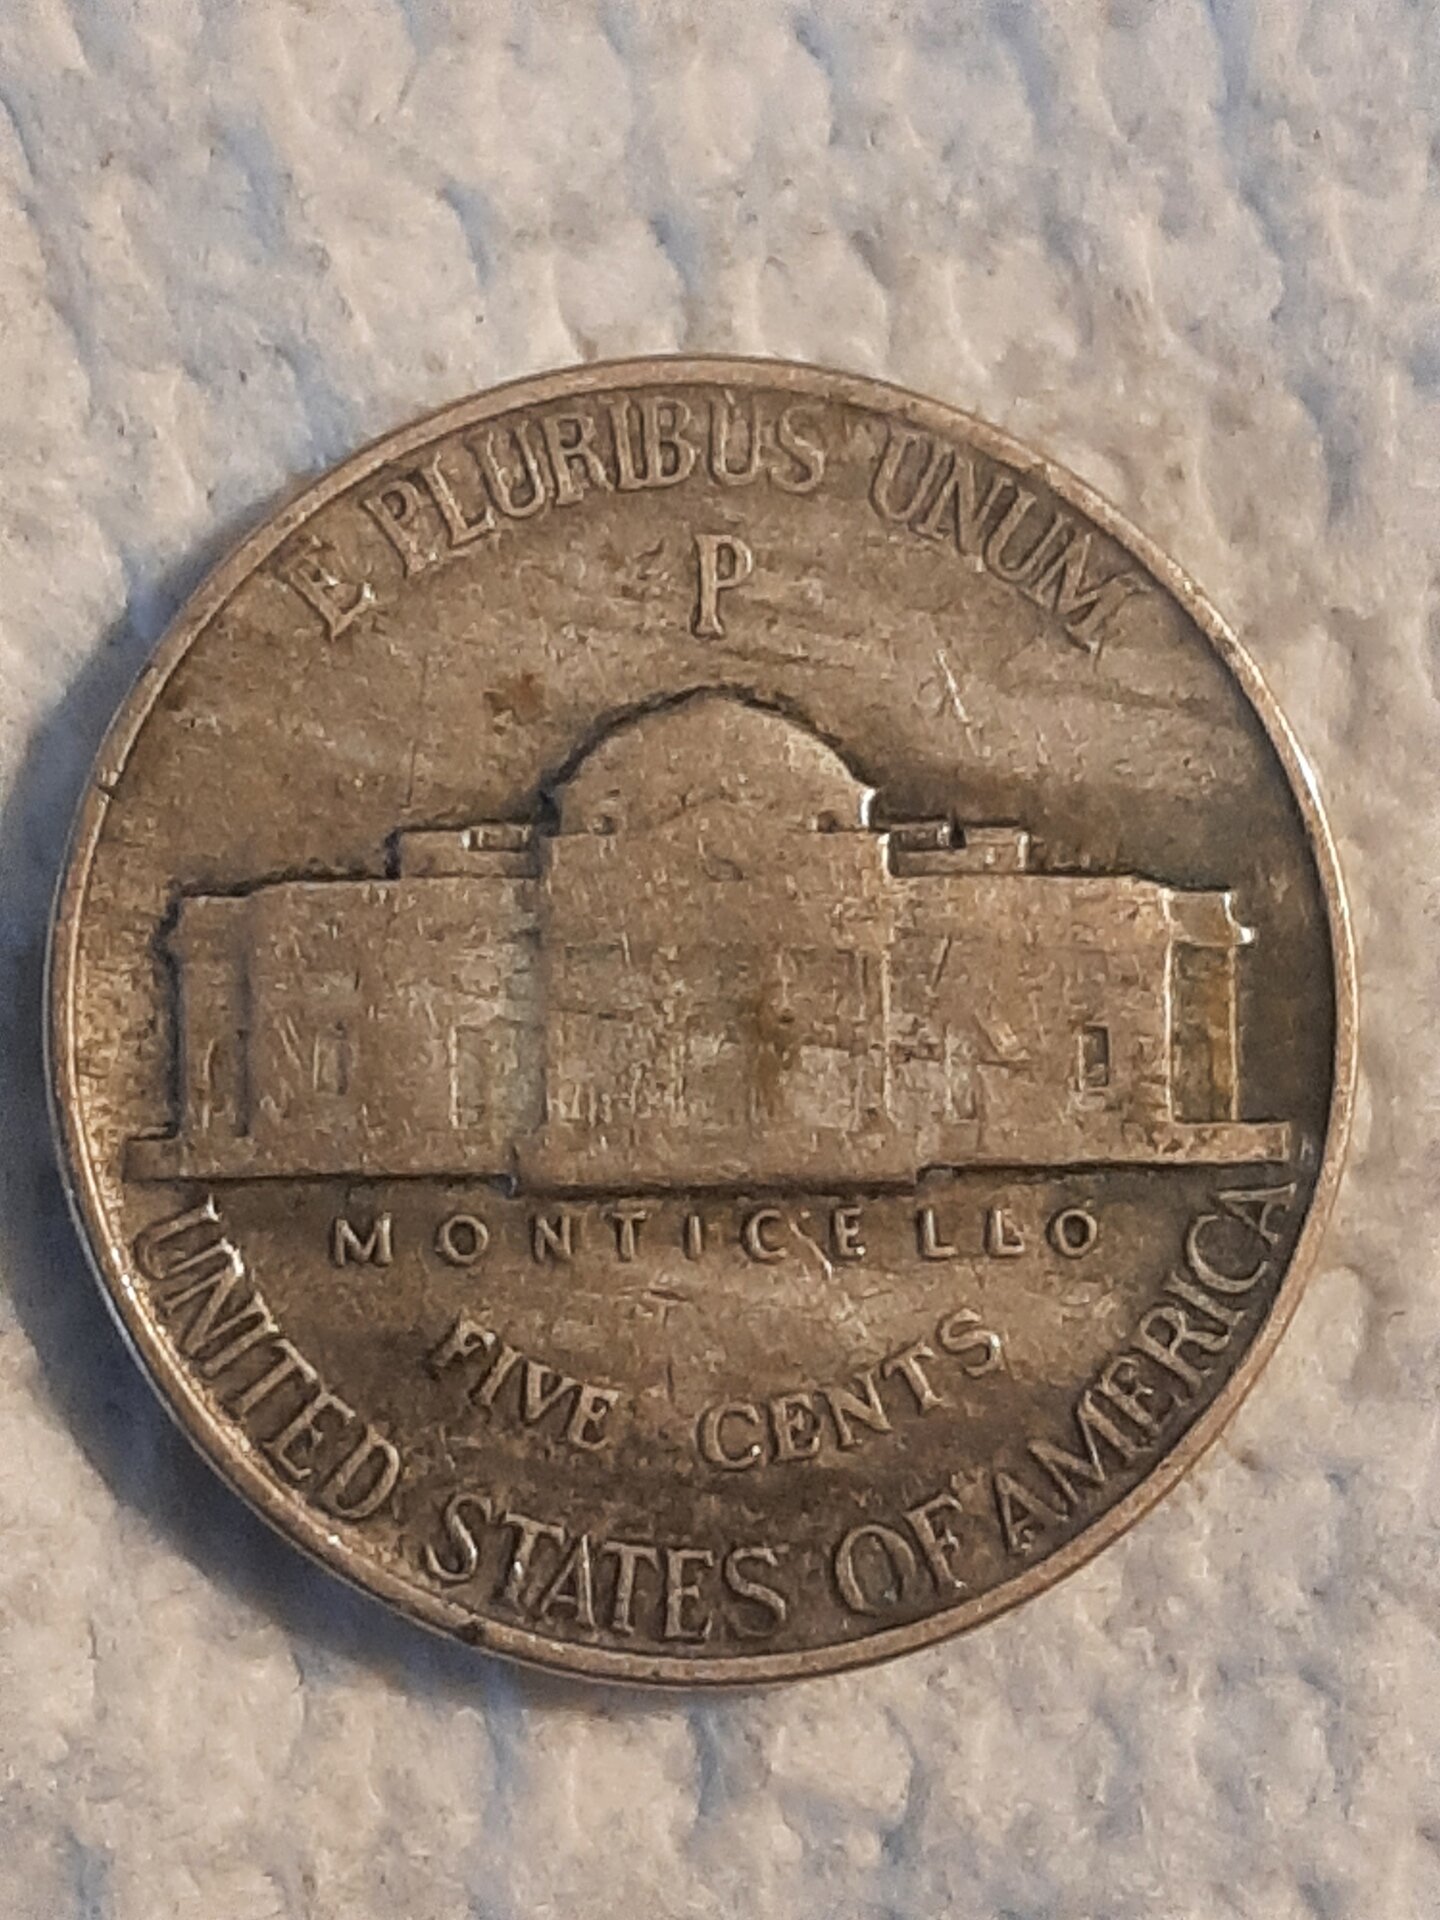 E PLURIBUS UNUM
P
MONTICELLO
FIVE CENTS
UNITED STATES OF AMERICA